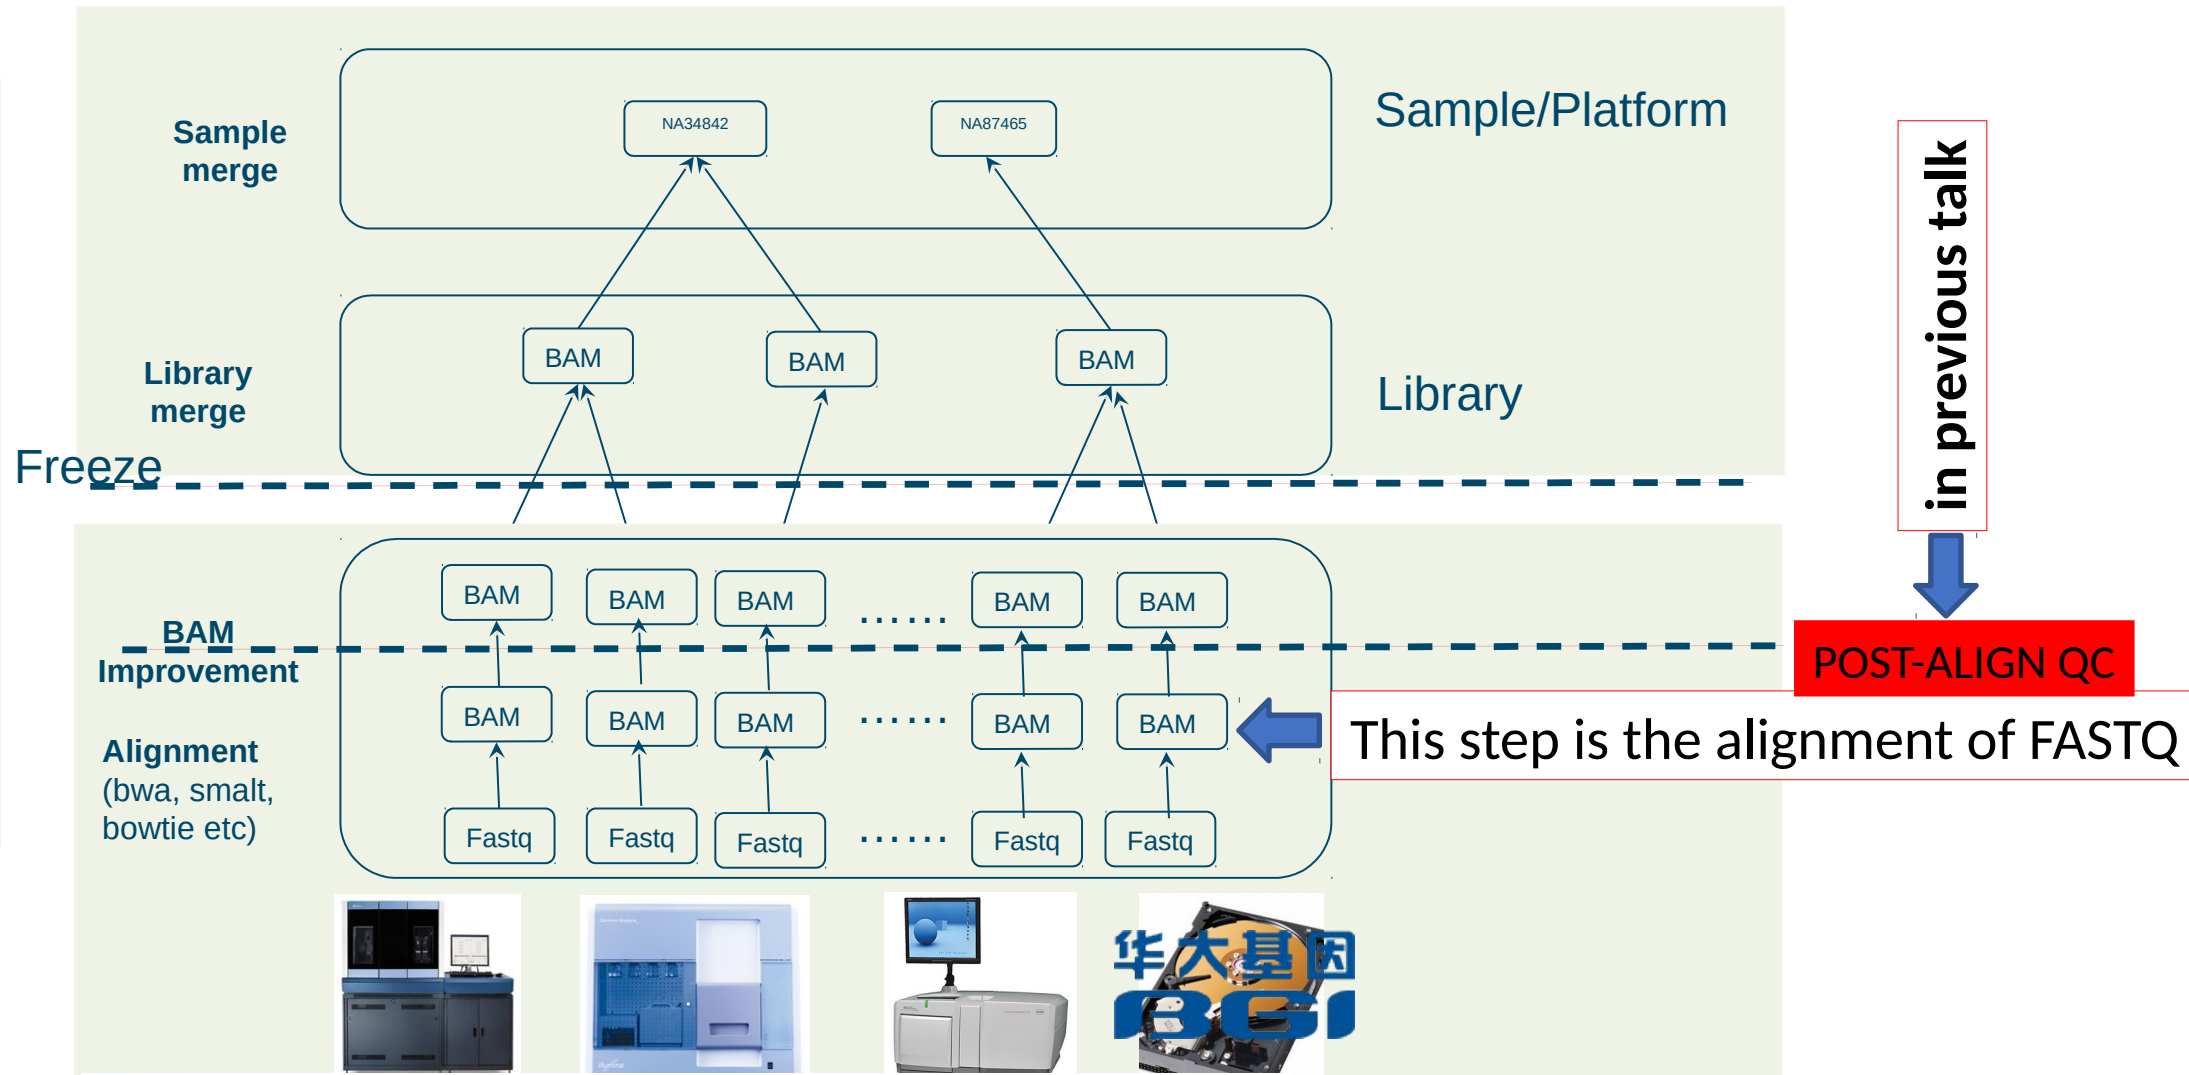 Sample
merge
NA34842
NA87465
Sample/Platform
in previous talk
Library
merge
BAM
BAM
BAM
Library
Freeze
BAM
Improvement
BAM
BAM
BAM
......
BAM
BAM
POST-ALIGN QC
Alignment
(bwa, smalt,
bowtie etc)
BAM
BAM
BAM
......
BAM
BAM
This step is the alignment of FASTQ
Fastq
Fastq
Fastq
......
Fastq
Fastq
华大基因
BGI